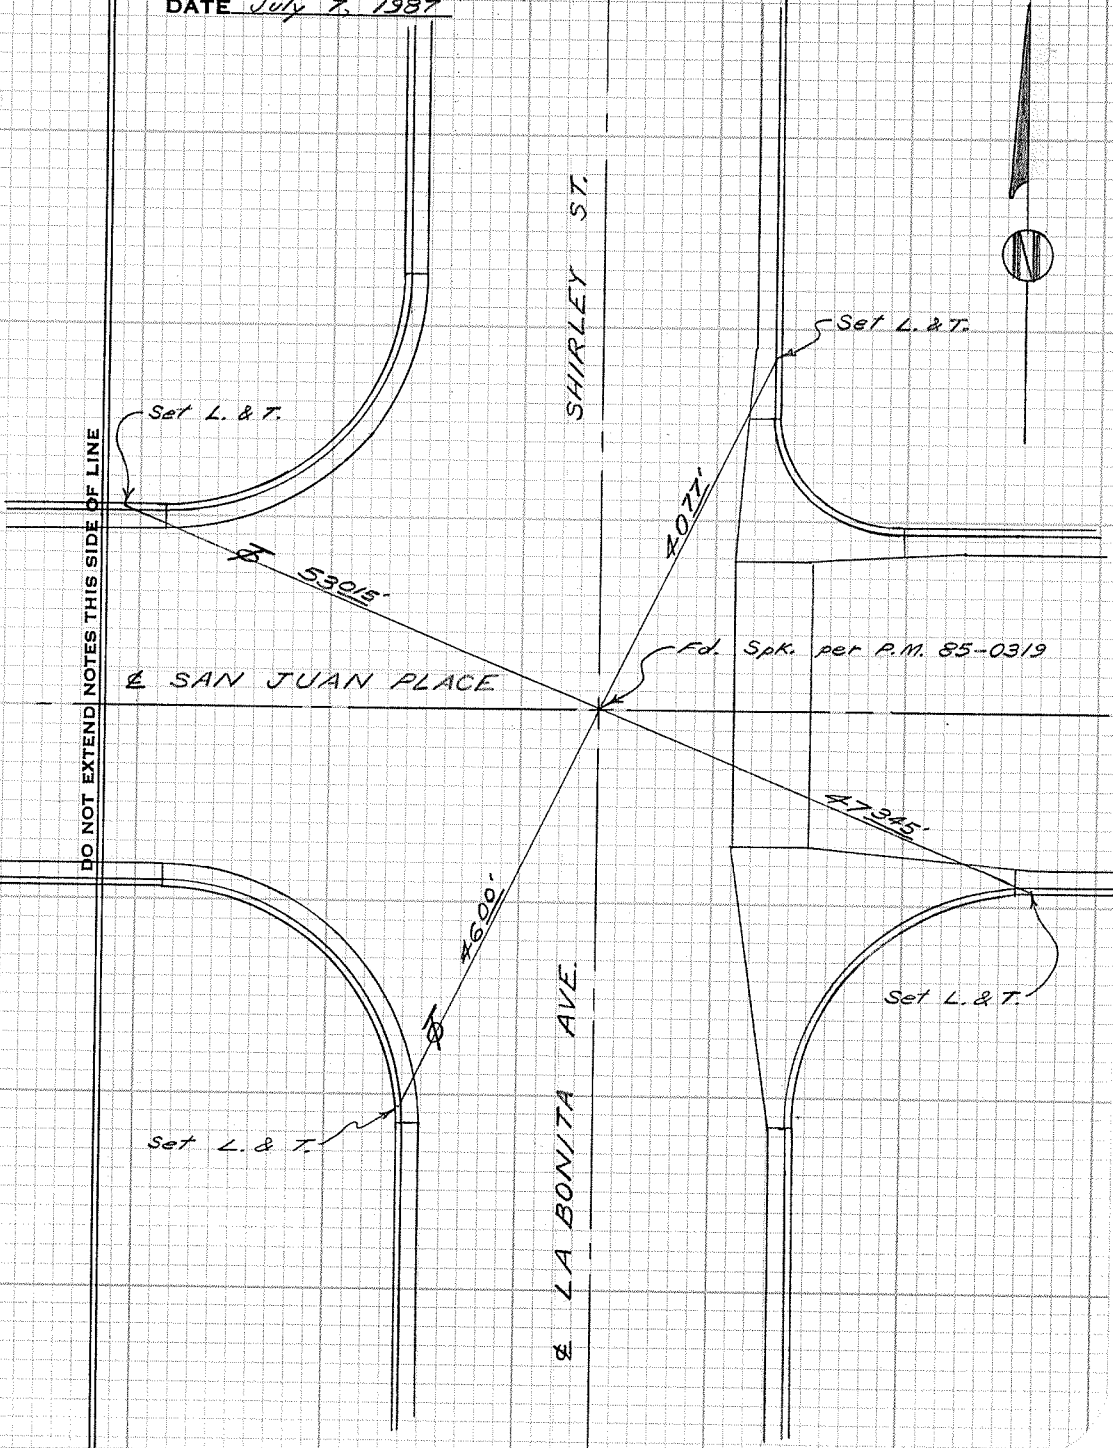 DATE July 7, 1987
SHIRLEY ST.
N
Set L. & T.
Set L. & T.
DO NOT EXTEND NOTES THIS SIDE OF LINE
40.77'
53.015'
Fd. Spk. per P.M. 85-0319
℄ SAN JUAN PLACE
47.345'
46.00'
Set L. & T.
Set L. & T.
℄ LA BONITA AVE.